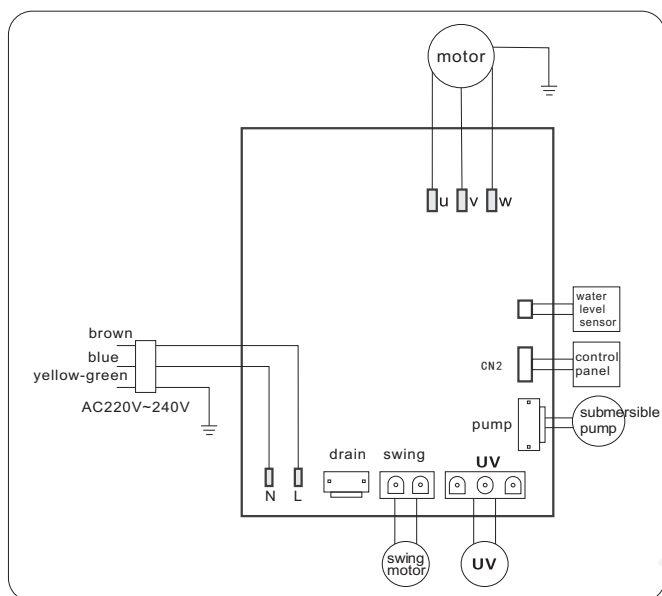 motor
u v w
water
level
sensor
brown
blue
yellow-green
AC220V~240V
CN2
control
panel
pump
submersible
pump
drain swing UV
N L
swing
motor
UV